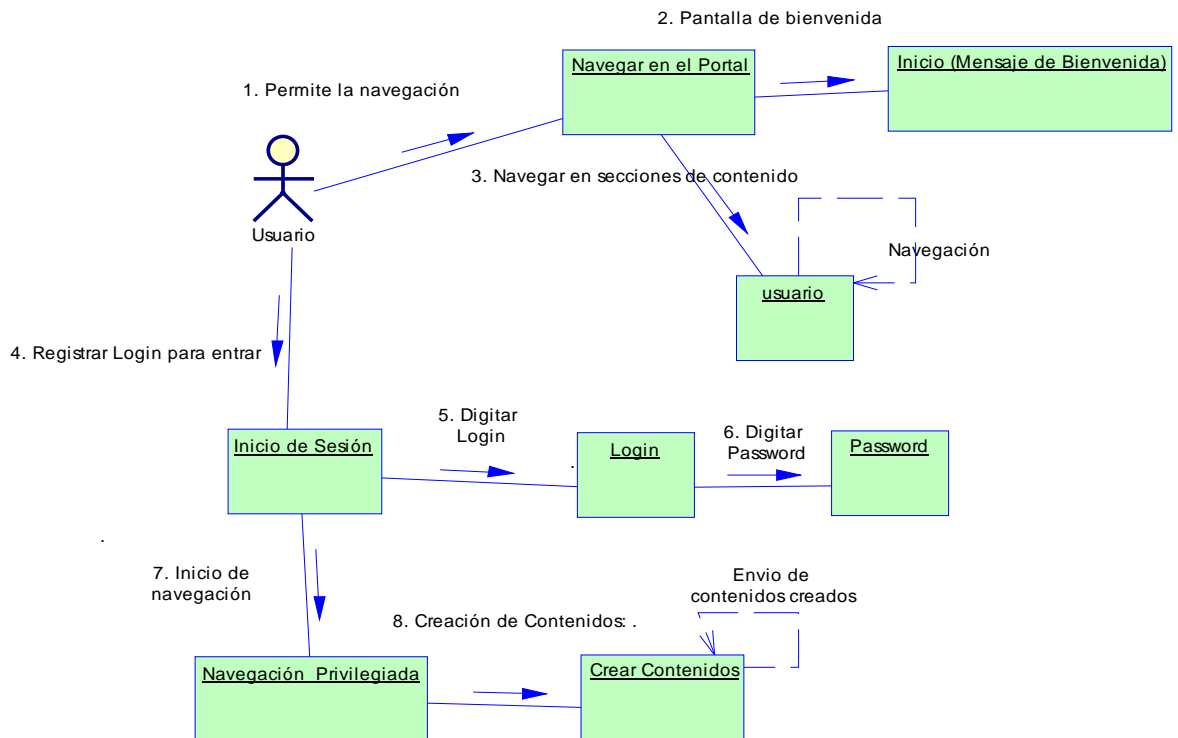 2. Pantalla de bienvenida
Navegar en el Portal
Inicio (Mensaje de Bienvenida)
1. Permite la navegación
3. Navegar en secciones de contenido
Usuario
Navegación
usuario
4. Registrar Login para entrar
5. Digitar
Login
6. Digitar
Password
Inicio de Sesión
Login
.
Password
.
7. Inicio de
navegación
Envio de
contenidos creados
8. Creación de Contenidos: .
Navegación Privilegiada
Crear Contenidos